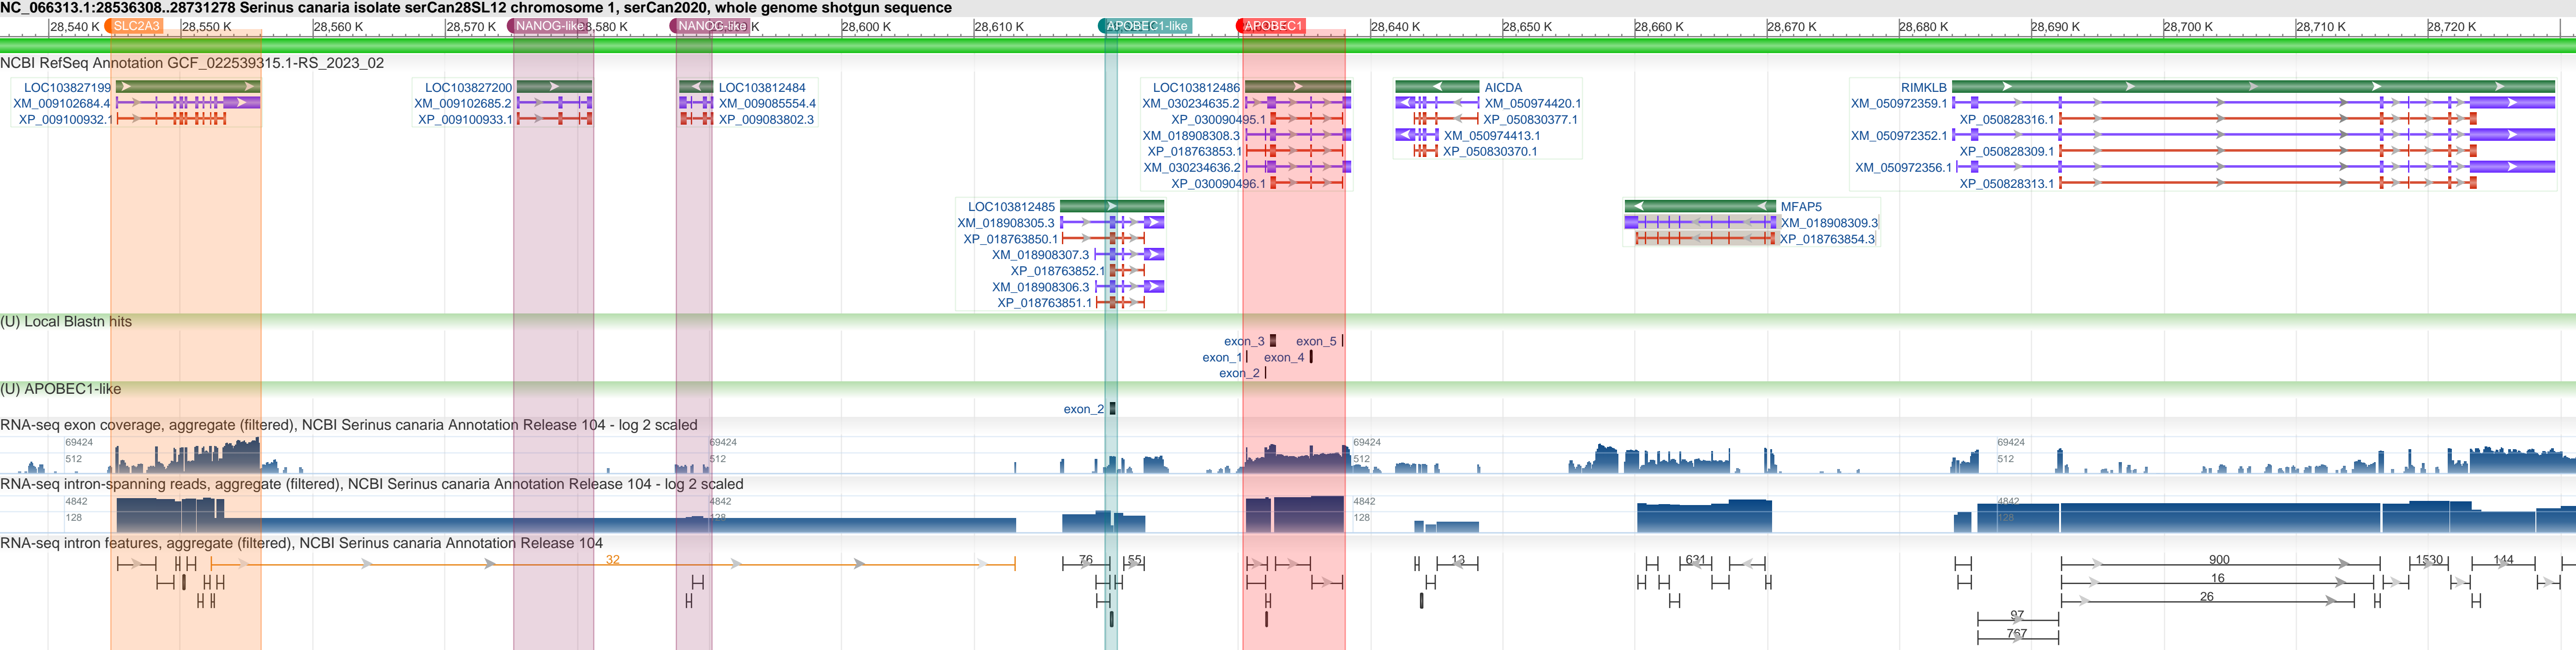 NC_066313.1:28536308..28731278 Serinus canaria isolate serCan28SL12 chromosome 1, serCan2020, whole genome shotgun sequence
28,540 K SLC2A3 28,550 K 28,560 K 28,570 K NANOG-like 28,580 K NANOG-like K 28,600 K 28,610 K APOBEC1-like APOBEC1 28,640 K 28,650 K 28,660 K 28,670 K 28,680 K 28,690 K 28,700 K 28,710 K 28,720 K
NCBI RefSeq Annotation GCF_022539315.1-RS_2023_02
LOC103827199 LOC103827200 LOC103812484 LOC103812486 AICDA RIMKLB
XM_009102684.4 XM_009102685.2 XM_009085554.4 XM_030234635.2 XM_050974420.1 XM_050972359.1
XP_009100932.1 XP_009100933.1 XP_009083802.3 XP_030090495.1 XP_050830377.1 XP_050828316.1
XM_018908308.3 XM_050974413.1 XM_050972352.1
XP_018763853.1 XP_050830370.1 XP_050828309.1
XM_030234636.2 XM_050972356.1
XP_030090496.1 XP_050828313.1
LOC103812485 MFAP5
XM_018908305.3 XM_018908309.3
XP_018763850.1 XP_018763854.3
XM_018908307.3
XP_018763852.1
XM_018908306.3
XP_018763851.1
(U) Local Blastn hits
exon_3 exon_5
exon_1 exon_4
exon_2
(U) APOBEC1-like
exon_2
RNA-seq exon coverage, aggregate (filtered), NCBI Serinus canaria Annotation Release 104 - log 2 scaled
69424 69424 69424 69424
512 512 512 512
RNA-seq intron-spanning reads, aggregate (filtered), NCBI Serinus canaria Annotation Release 104 - log 2 scaled
4842 4842 4842 4842
128 128 128 128
RNA-seq intron features, aggregate (filtered), NCBI Serinus canaria Annotation Release 104
32 76 55 13 631 900 1530 144
16
26
97
767